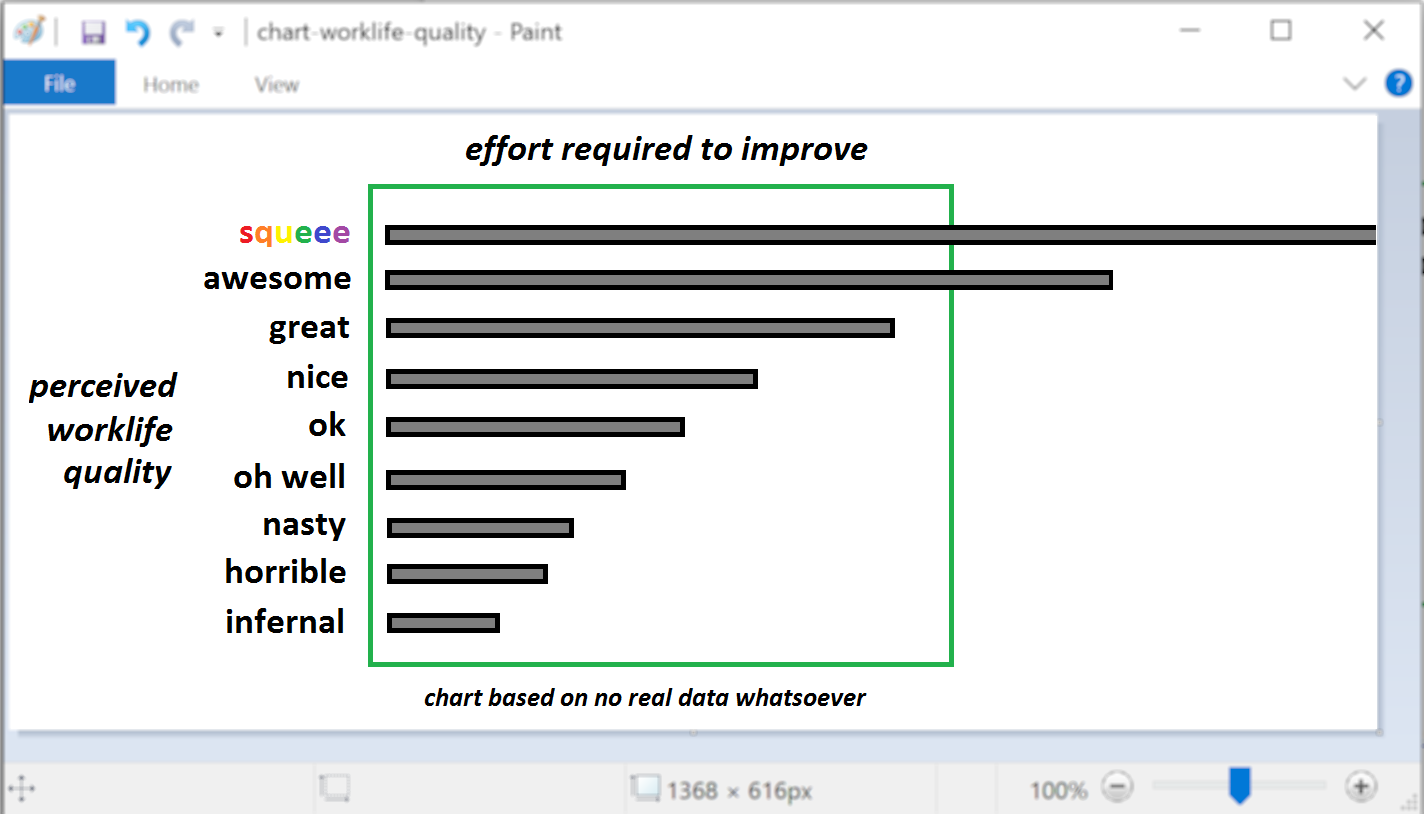 chart-worklife-quality - Paint
File Home View
effort required to improve
squeee
awesome
great
nice
ok
oh well
nasty
horrible
infernal
perceived
worklife
quality
chart based on no real data whatsoever
1368 × 616px
100%